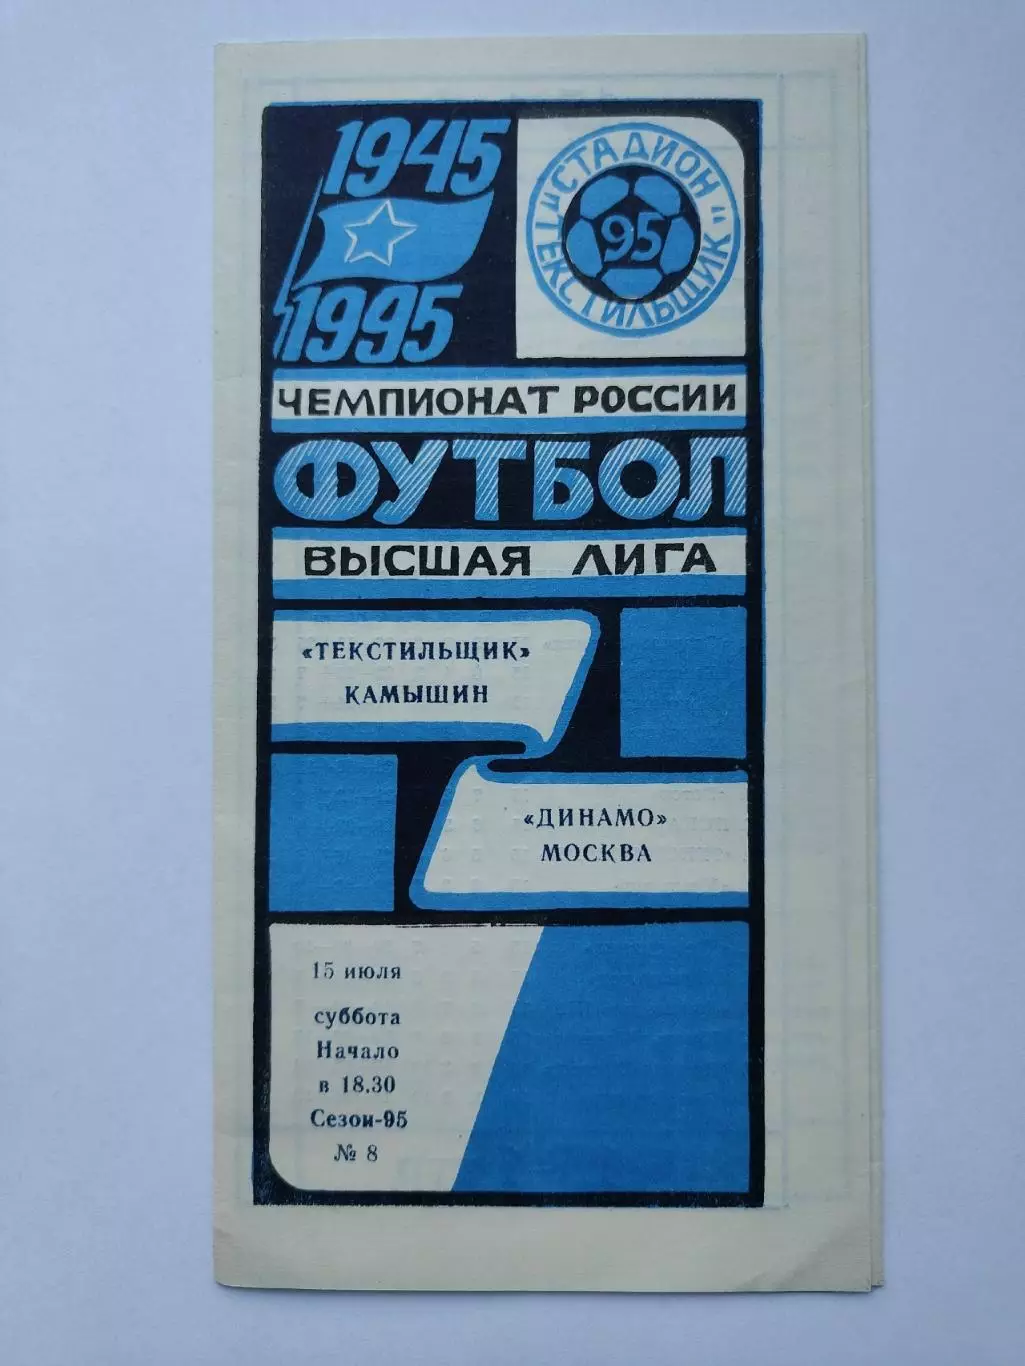 1945
1995
СТАДИОН
"ТЕКСТИЛЬЩИК"
95
ЧЕМПИОНАТ РОССИИ
ФУТБОЛ
ВЫСШАЯ ЛИГА
«ТЕКСТИЛЬЩИК»
КАМЫШИН
«ДИНАМО»
МОСКВА
15 июля
суббота
Начало
в 18.30
Сезон-95
№ 8